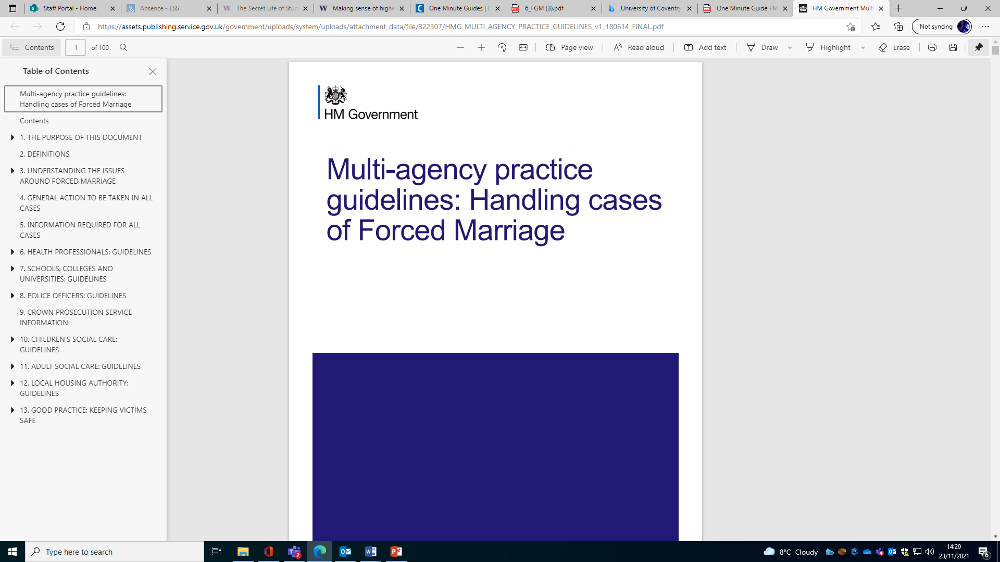 Staff Portal - Home
Absence - ESS
The Secret Life of Stud
Making sense of highe
One Minute Guides | C
6_FGM (3).pdf
University of Coventry
One Minute Guide FM
HM Government Mult
https://assets.publishing.service.gov.uk/government/uploads/system/uploads/attachment_data/file/322307/HMG_MULTI_AGENCY_PRACTICE_GUIDELINES_v1_180614_FINAL.pdf
Not syncing
Contents
1
of 100
Page view
Read aloud
Add text
Draw
Highlight
Erase
Table of Contents
Multi-agency practice guidelines:
Handling cases of Forced Marriage
Contents
1. THE PURPOSE OF THIS DOCUMENT
2. DEFINITIONS
3. UNDERSTANDING THE ISSUES
AROUND FORCED MARRIAGE
4. GENERAL ACTION TO BE TAKEN IN ALL
CASES
5. INFORMATION REQUIRED FOR ALL
CASES
6. HEALTH PROFESSIONALS: GUIDELINES
7. SCHOOLS, COLLEGES AND
UNIVERSITIES: GUIDELINES
8. POLICE OFFICERS: GUIDELINES
9. CROWN PROSECUTION SERVICE
INFORMATION
10. CHILDREN'S SOCIAL CARE:
GUIDELINES
11. ADULT SOCIAL CARE: GUIDELINES
12. LOCAL HOUSING AUTHORITY:
GUIDELINES
13. GOOD PRACTICE; KEEPING VICTIMS
SAFE
HM Government
Multi-agency practice
guidelines: Handling cases
of Forced Marriage
Type here to search
2
8°C Cloudy
14:29
23/11/2021
6